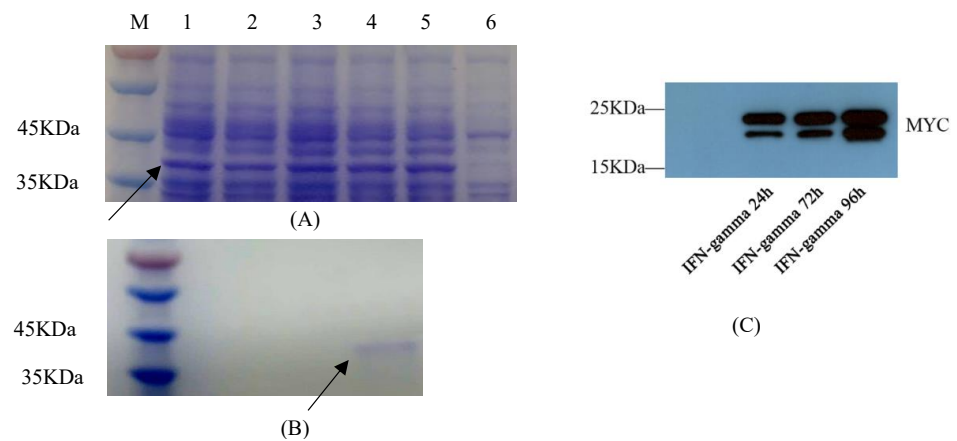 M 1 2 3 4 5 6
45KDa
35KDa
(A)
45KDa
35KDa
(B)
25KDa
15KDa
MYC
IFN-gamma 24h
IFN-gamma 72h
IFN-gamma 96h
(C)